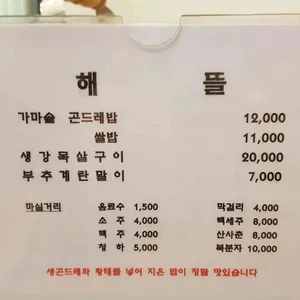 해 뜰
가마솥 곤드레밥 12,000
쌀밥 11,000
생강목살구이 20,000
부추계란말이 7,000
마실거리 음료수 1,500 막걸리 4,000
소 주 4,000 백세주 8,000
맥 주 4,000 산사춘 8,000
청 하 5,000 복분자 10,000
생곤드레와 황태를 넣어 지은 밥이 정말 맛있습니다